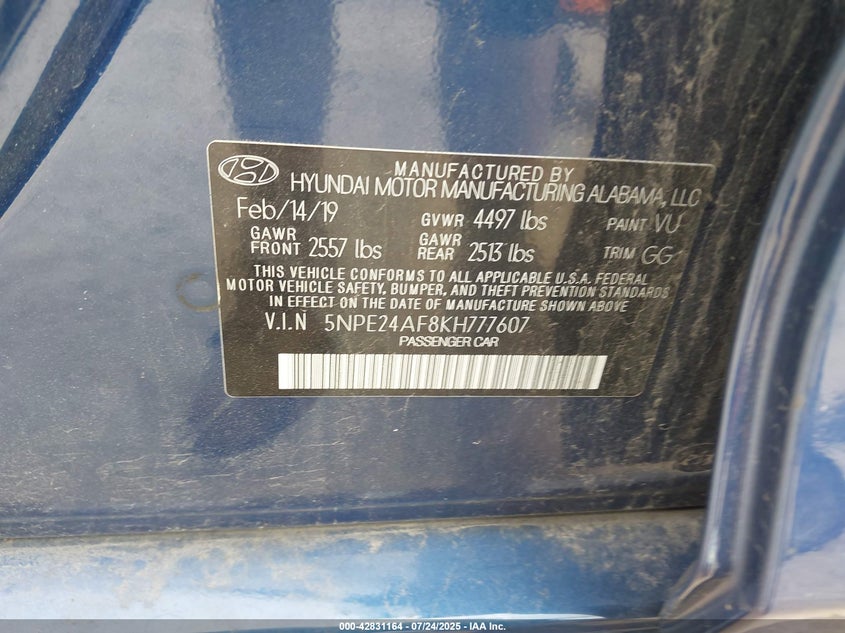 MANUFACTURED BY
HYUNDAI MOTOR MANUFACTURING ALABAMA, LLC
Feb/14/19 GVWR 4497 lbs PAINT VU
GAWR FRONT 2557 lbs GAWR REAR 2513 lbs TRIM GG
THIS VEHICLE CONFORMS TO ALL APPLICABLE U.S.A. FEDERAL
MOTOR VEHICLE SAFETY, BUMPER, AND THEFT PREVENTION STANDARDS
IN EFFECT ON THE DATE OF MANUFACTURE SHOWN ABOVE
V.I.N 5NPE24AF8KH777607
PASSENGER CAR
000-42831164 - 07/24/2025 - IAA Inc.